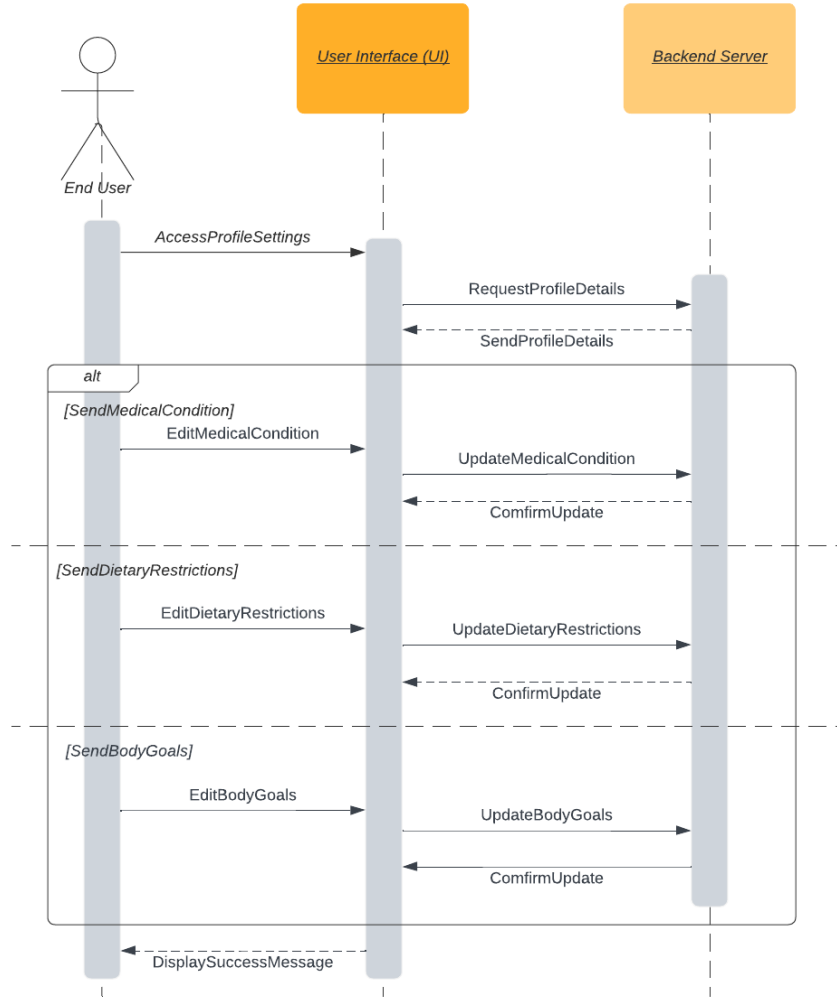 User Interface (UI)
Backend Server
End User
AccessProfileSettings
RequestProfileDetails
SendProfileDetails
alt
[SendMedicalCondition]
EditMedicalCondition
UpdateMedicalCondition
ComfirmUpdate
[SendDietaryRestrictions]
EditDietaryRestrictions
UpdateDietaryRestrictions
ConfirmUpdate
[SendBodyGoals]
EditBodyGoals
UpdateBodyGoals
ComfirmUpdate
DisplaySuccessMessage